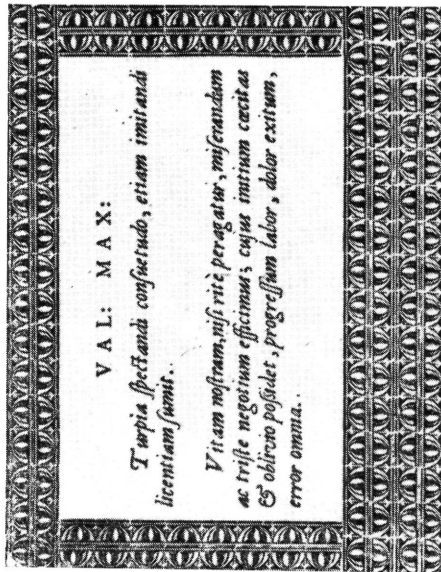 VAL: MAX:
Turpia ſpectandi conſuetudo, etiam imitandi
licentiam ſumit..
Vitam noſtram, niſi ritè peragatur, miſerandum
ac triſte negotium efficimus; cujus initium cæcitas
& oblivio poſsidet, progreſſum labor, dolor exitum,
error omnia..